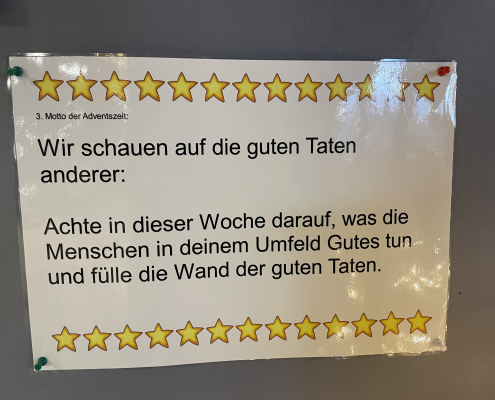 3. Motto der Adventszeit:
Wir schauen auf die guten Taten
anderer:
Achte in dieser Woche darauf, was die
Menschen in deinem Umfeld Gutes tun
und fülle die Wand der guten Taten.